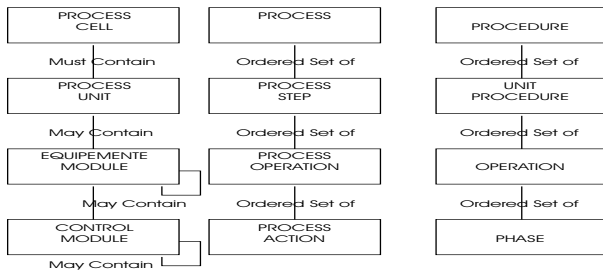 PROCESS
CELL
PROCESS
PROCEDURE
Must Contain
Ordered Set of
Ordered Set of
PROCESS
UNIT
PROCESS
STEP
UNIT
PROCEDURE
May Contain
Ordered Set of
Ordered Set of
EQUIPEMENTE
MODULE
PROCESS
OPERATION
OPERATION
May Contain
Ordered Set of
Ordered Set of
CONTROL
MODULE
PROCESS
ACTION
PHASE
May Contain